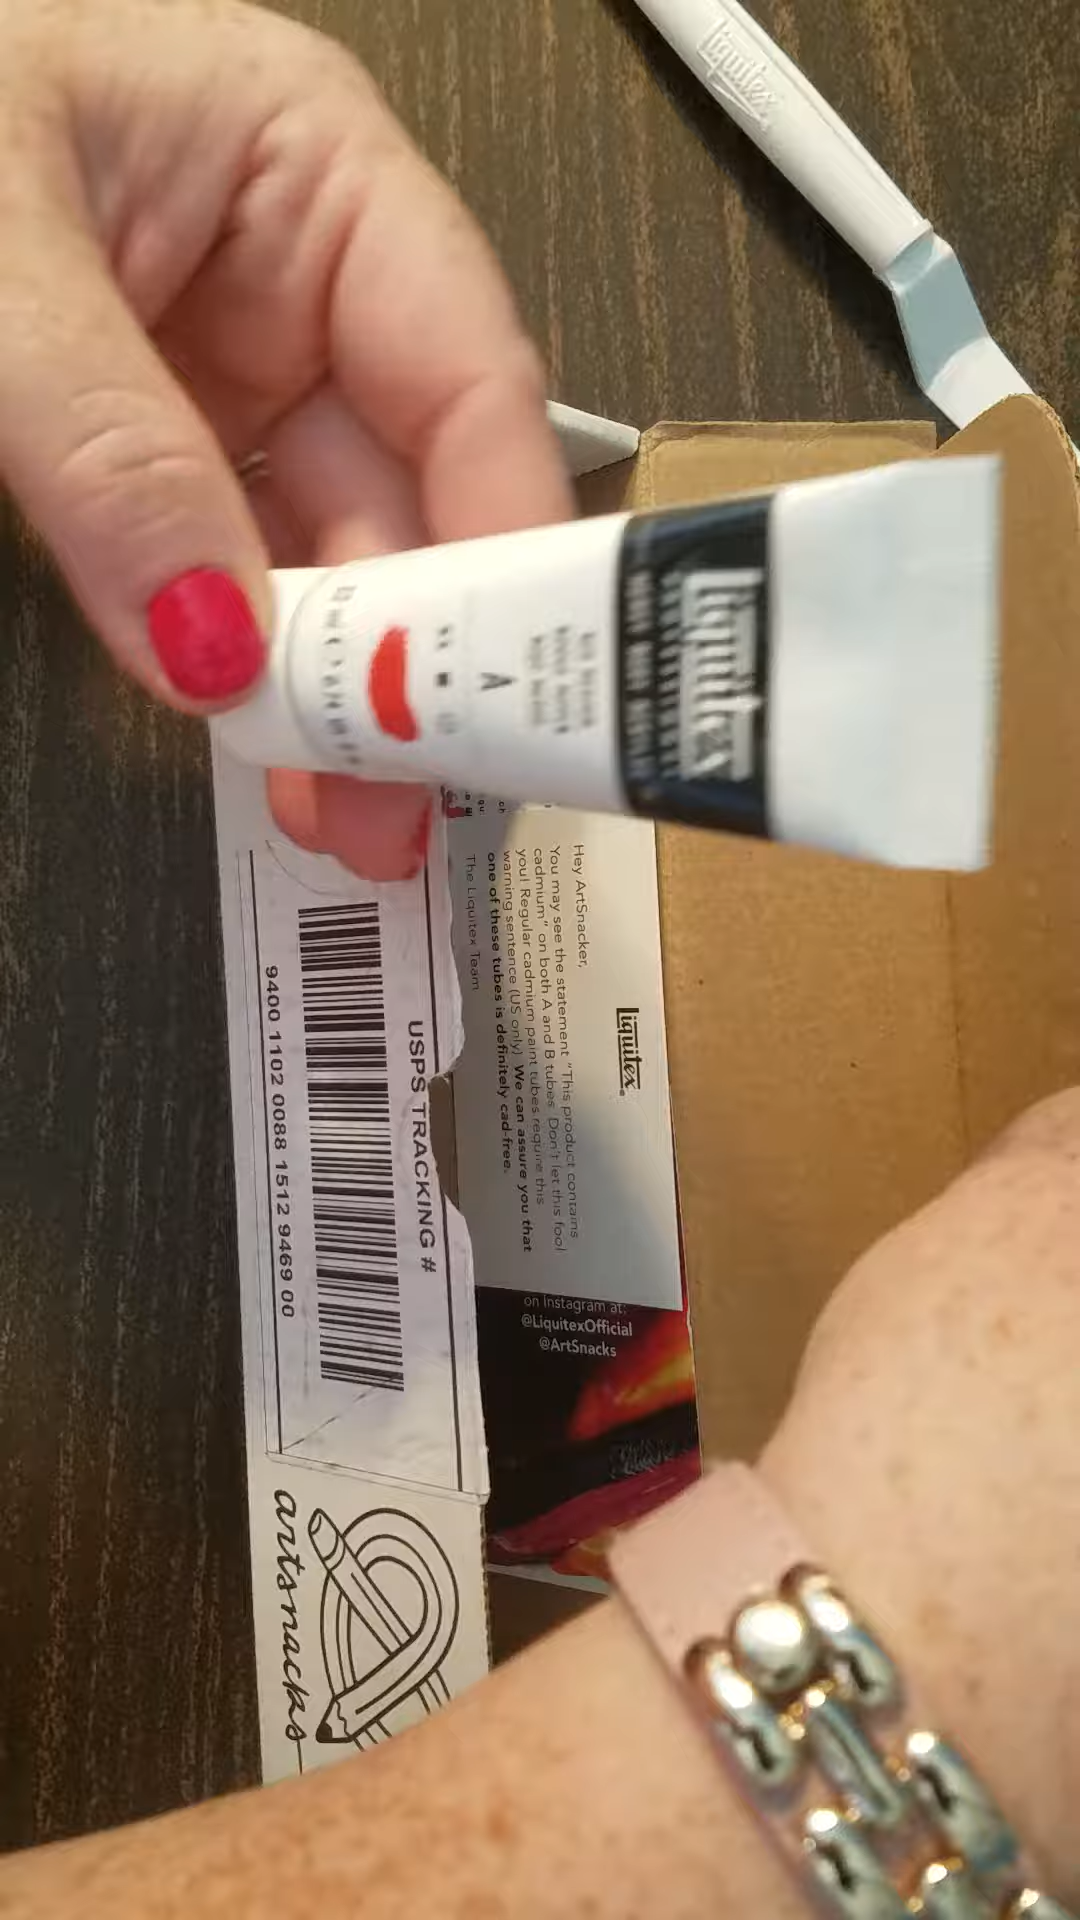 Liquitex
Liquitex
A
Liquitex
Hey ArtSnacker,
You may see the statement "This product contains
cadmium" on both A and B tubes. Don't let this fool
you! Regular cadmium paint tubes require this
warning sentence (US only). We can assure you that
one of these tubes is definitely cad-free.
The Liquitex Team
on Instagram at:
@LiquitexOfficial
@ArtSnacks
USPS TRACKING #
9400 1102 0088 1512 9469 00
artsnacks